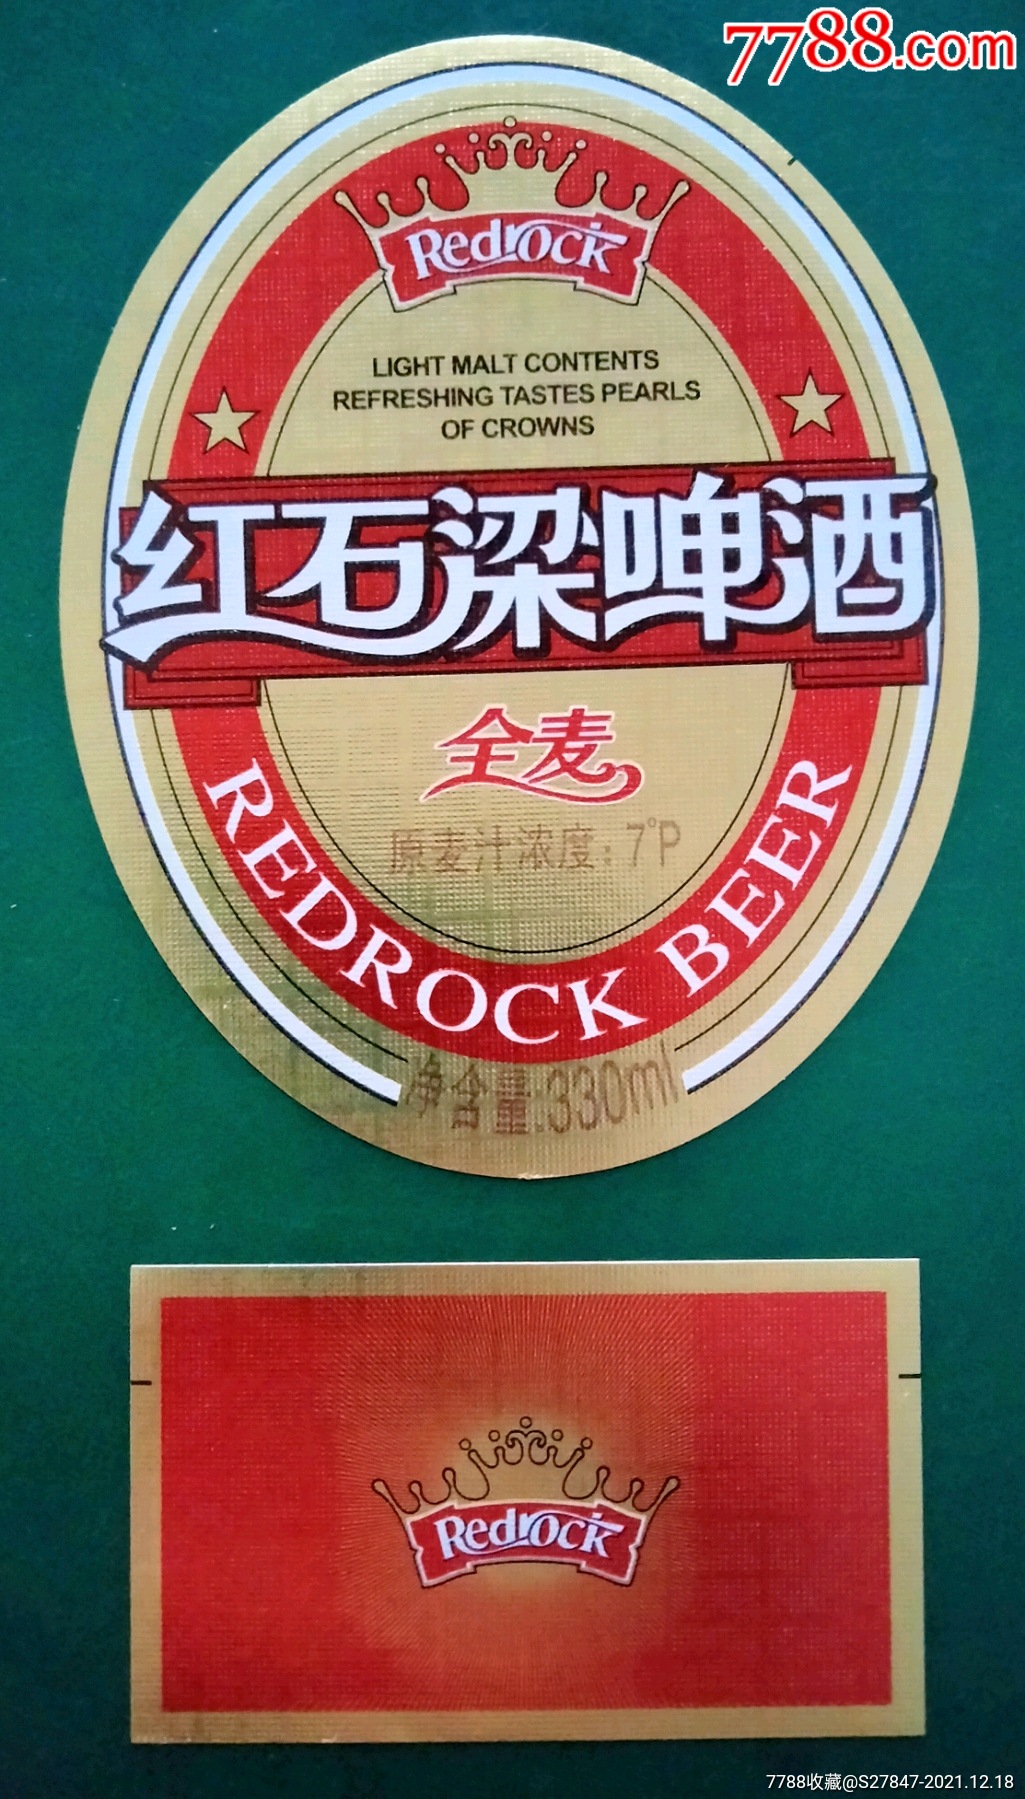 7788.com
Redrock
LIGHT MALT CONTENTS
REFRESHING TASTES PEARLS
OF CROWNS
红石梁啤酒
全麦
原麦汁浓度: 7°P
REDROCK BEER
净含量:330ml
Redrock
7788收藏@S27847-2021.12.18